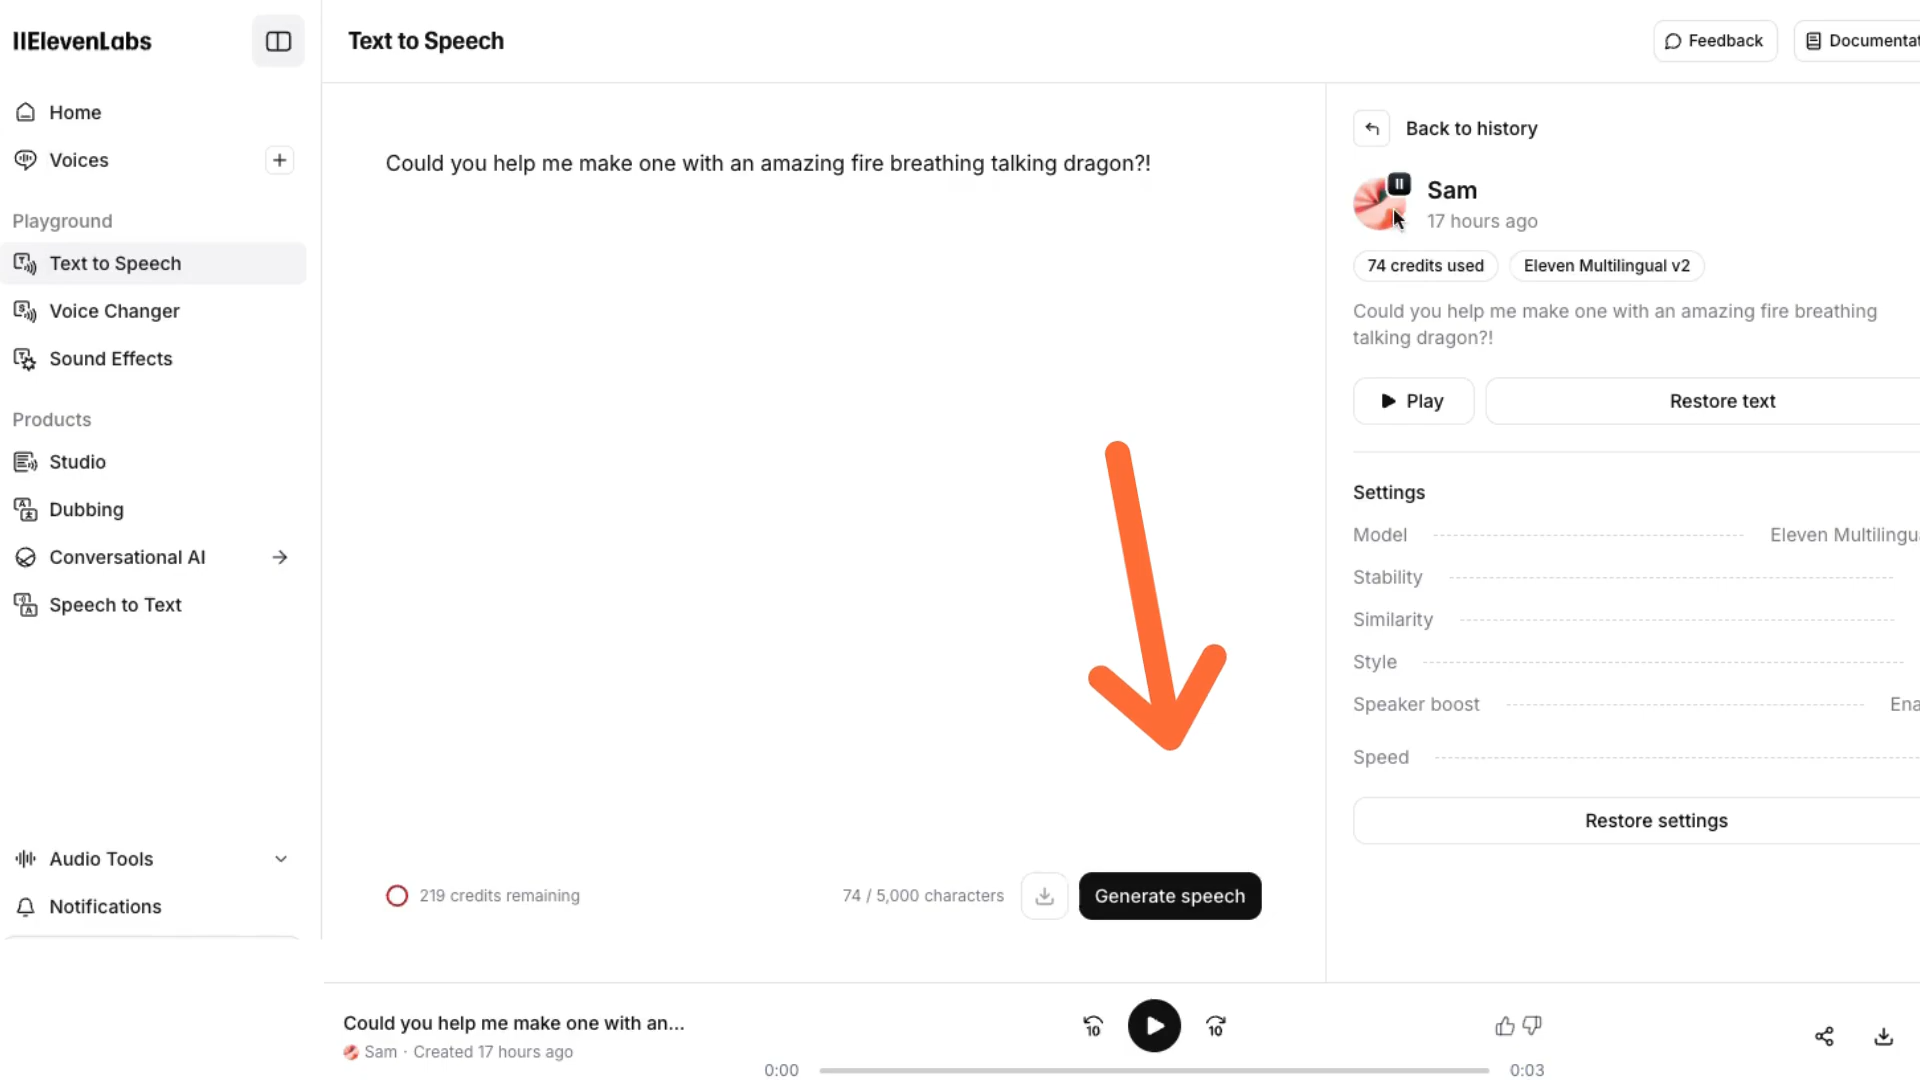 IIElevenLabs
Home
Voices
Playground
Text to Speech
Voice Changer
Sound Effects
Products
Studio
Dubbing
Conversational AI
Speech to Text
Audio Tools
Notifications
Text to Speech
Feedback
Documentat
Could you help me make one with an amazing fire breathing talking dragon?!
219 credits remaining
74 / 5,000 characters
Generate speech
Back to history
Sam
17 hours ago
74 credits used
Eleven Multilingual v2
Could you help me make one with an amazing fire breathing
talking dragon?!
Play
Restore text
Settings
Model Eleven Multilingua
Stability
Similarity
Style
Speaker boost Ena
Speed
Restore settings
Could you help me make one with an...
Sam · Created 17 hours ago
10
10
0:00
0:03